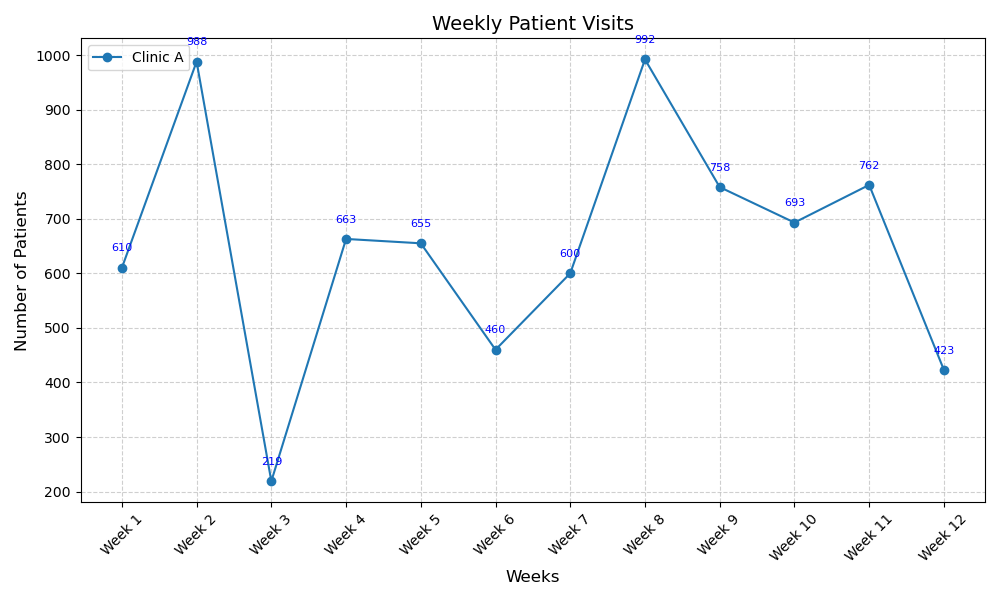 Weekly Patient Visits
Clinic A
Number of Patients
1000
900
800
700
600
500
400
300
200
610
988
219
663
655
460
600
992
758
693
762
423
Week 1
Week 2
Week 3
Week 4
Week 5
Week 6
Week 7
Week 8
Week 9
Week 10
Week 11
Week 12
Weeks